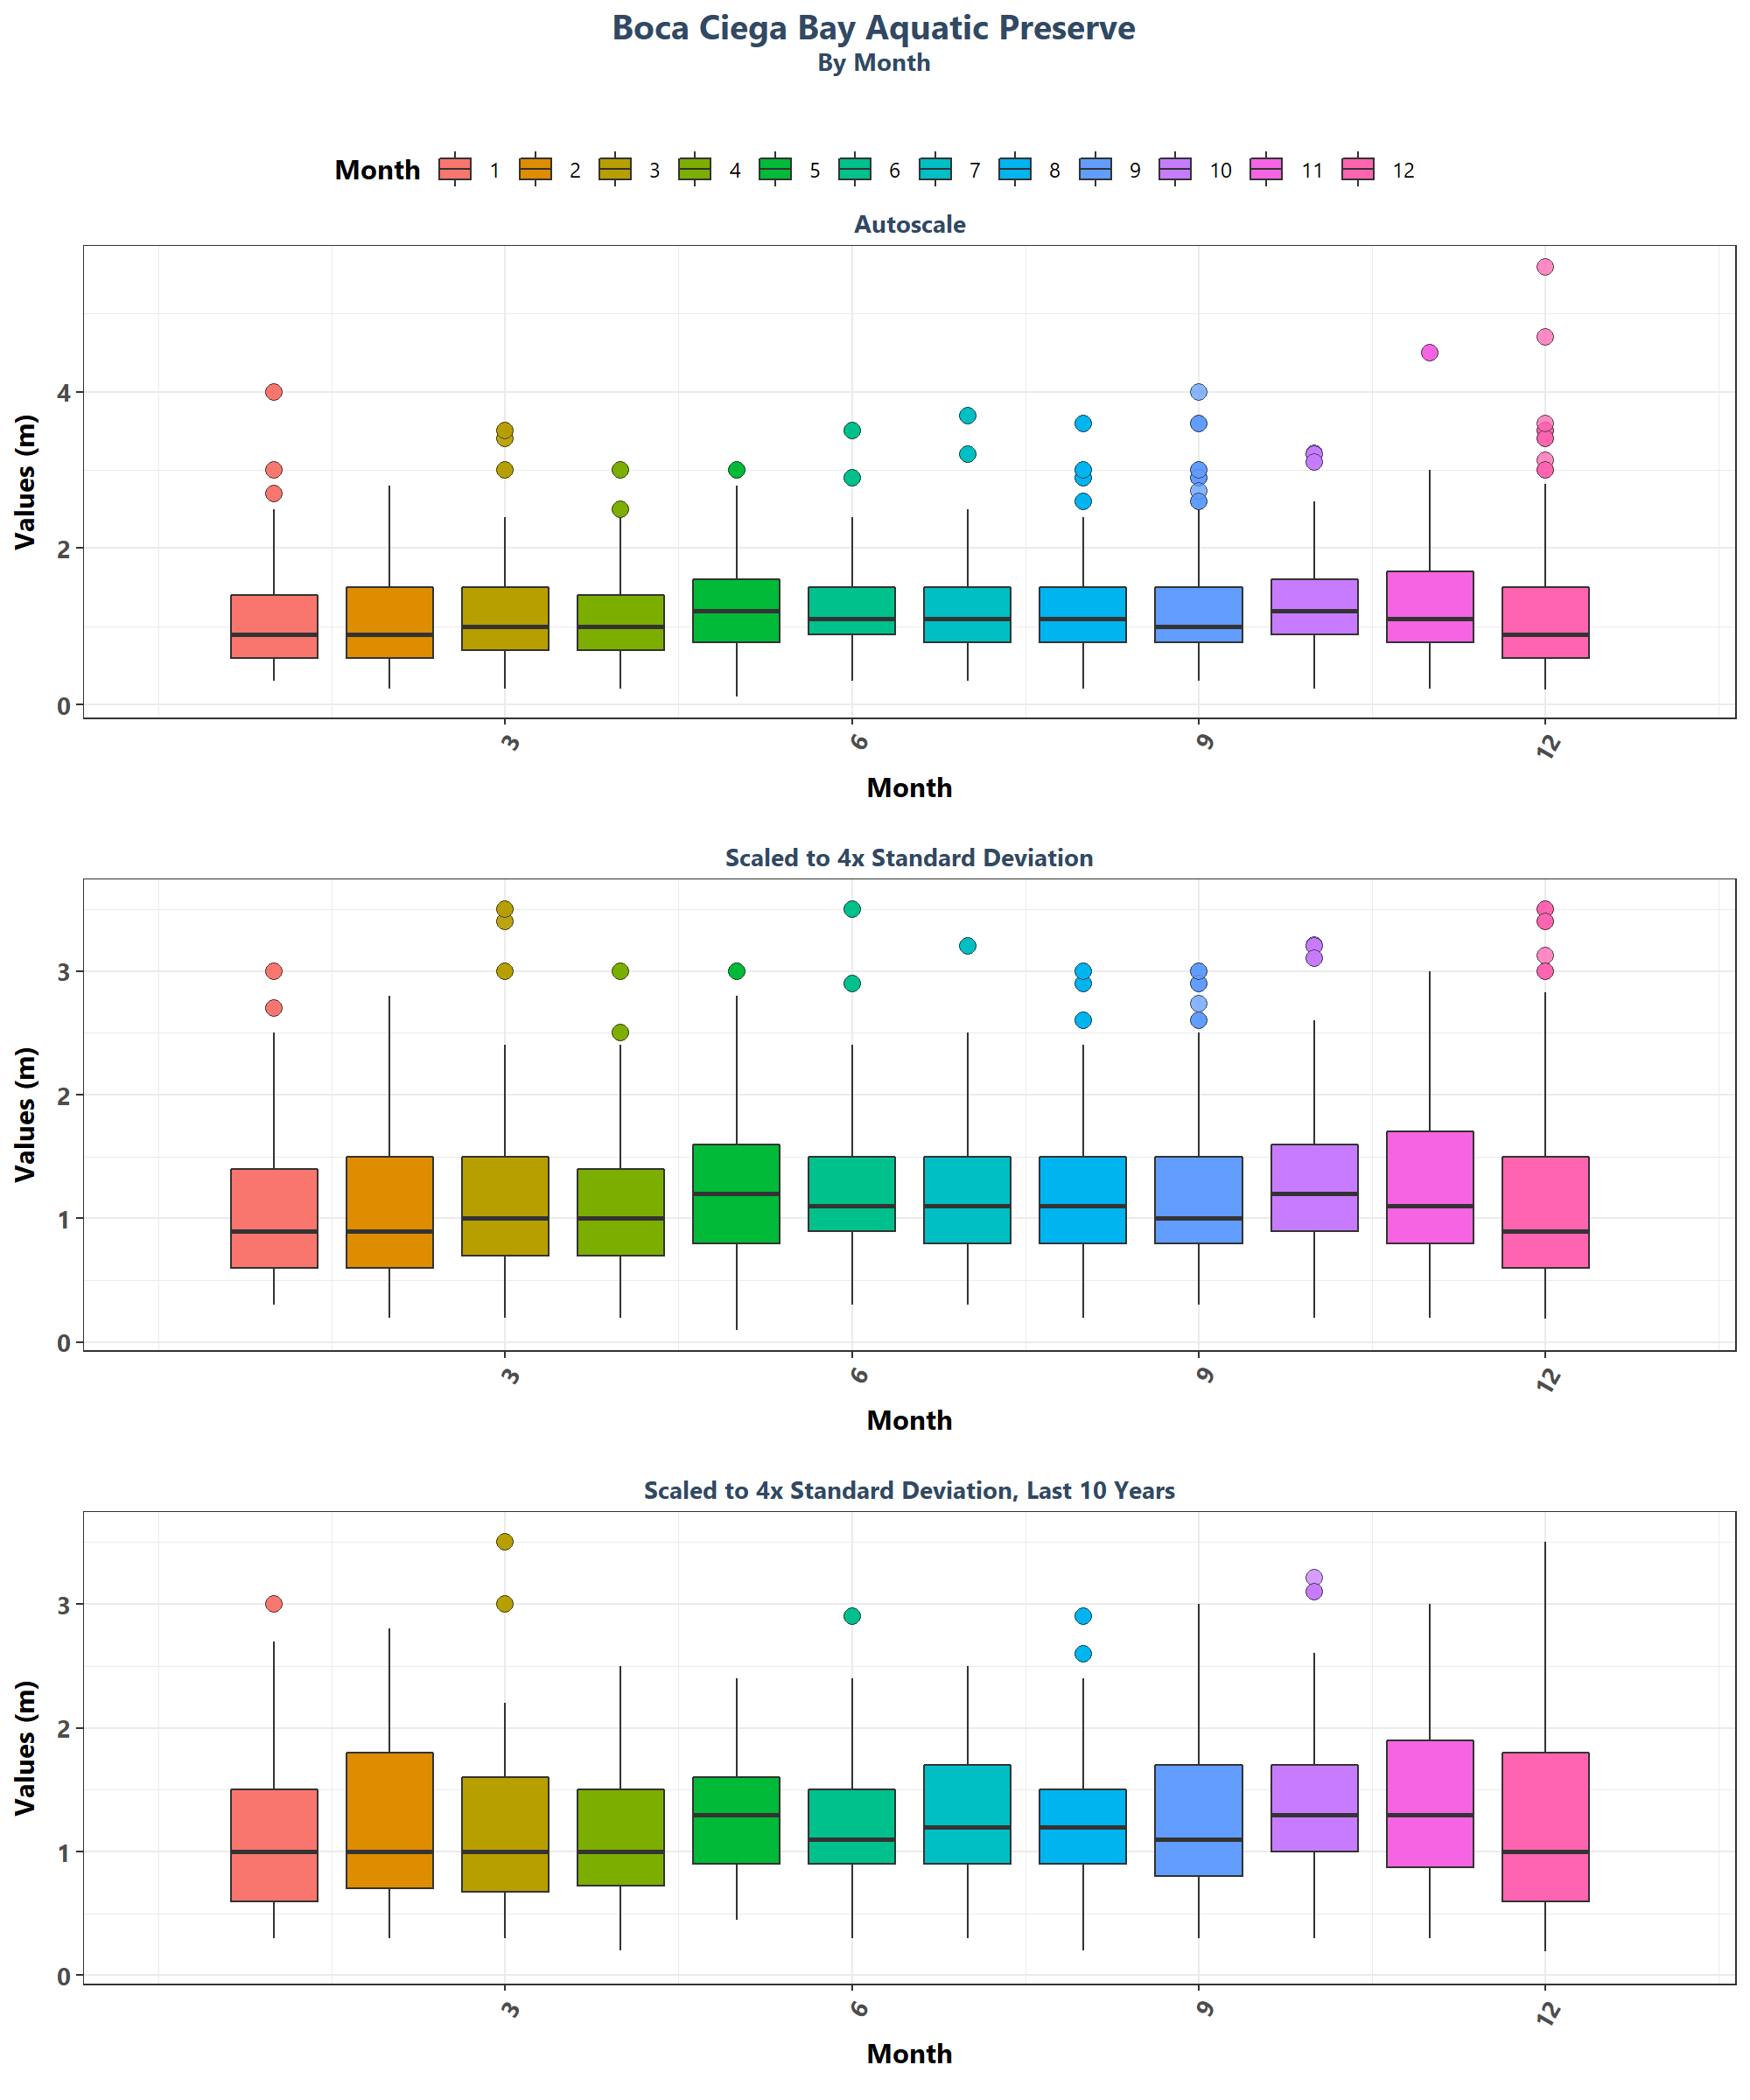 Boca Ciega Bay Aquatic Preserve
By Month
Month 1 2 3 4 5 6 7 8 9 10 11 12
Autoscale
Values (m)
4
2
0
3 6 9 12
Month
Scaled to 4x Standard Deviation
Values (m)
3
2
1
0
3 6 9 12
Month
Scaled to 4x Standard Deviation, Last 10 Years
Values (m)
3
2
1
0
3 6 9 12
Month